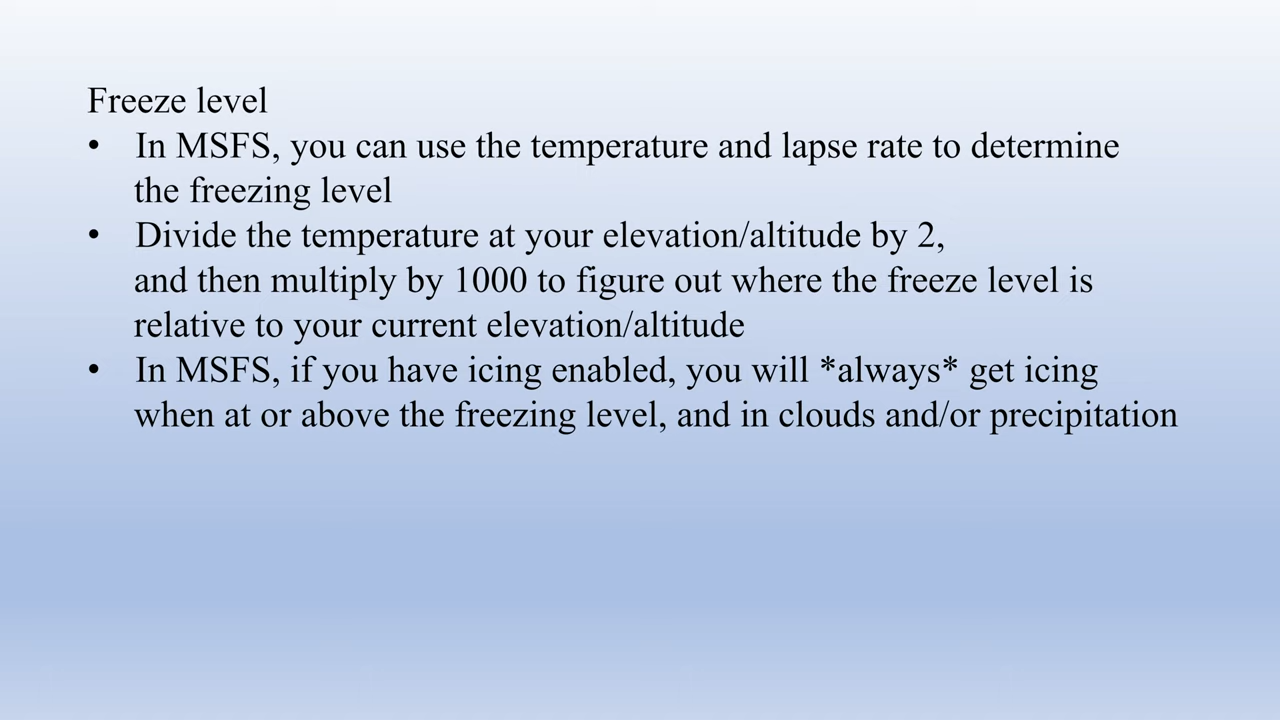 Freeze level
• In MSFS, you can use the temperature and lapse rate to determine
the freezing level
• Divide the temperature at your elevation/altitude by 2,
and then multiply by 1000 to figure out where the freeze level is
relative to your current elevation/altitude
• In MSFS, if you have icing enabled, you will *always* get icing
when at or above the freezing level, and in clouds and/or precipitation